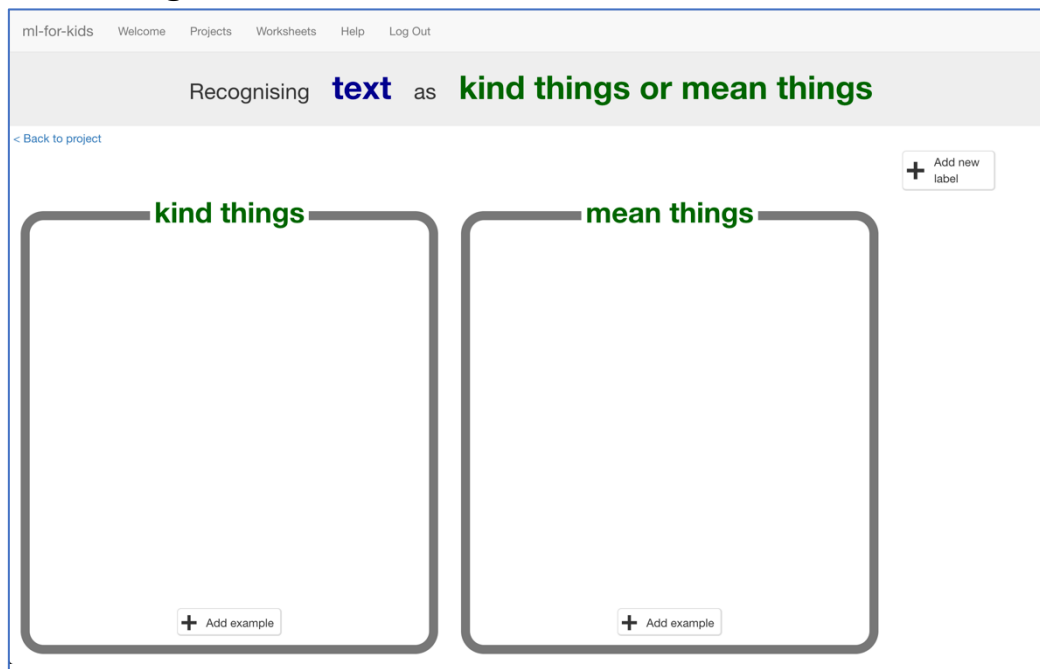 ml-for-kids Welcome Projects Worksheets Help Log Out
Recognising text as kind things or mean things
< Back to project
+ Add new
label
kind things mean things
+ Add example + Add example